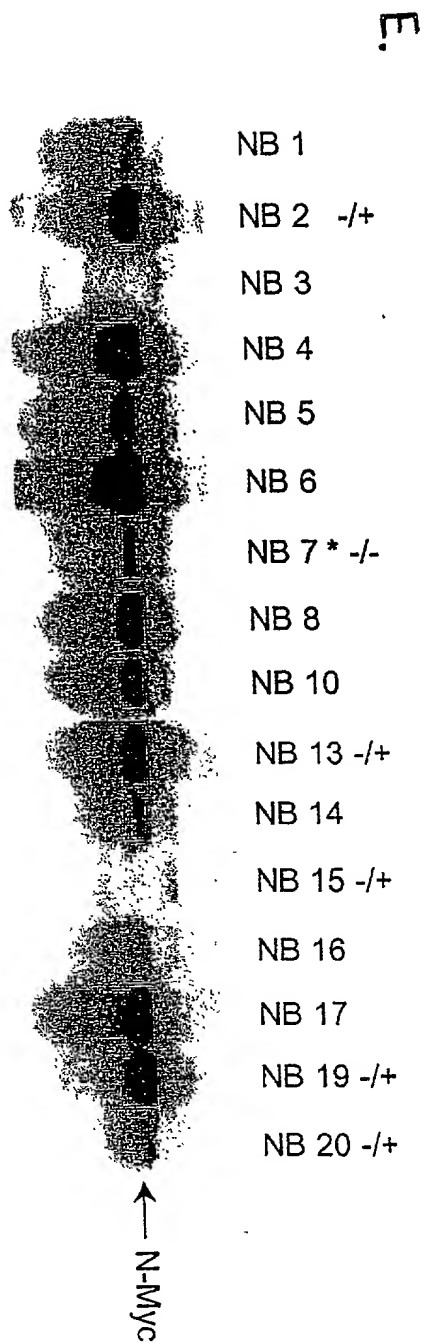 E.
NB 1
NB 2 -/+
NB 3
NB 4
NB 5
NB 6
NB 7 * -/-
NB 8
NB 10
NB 13 -/+
NB 14
NB 15 -/+
NB 16
NB 17
NB 19 -/+
NB 20 -/+
N-Myc